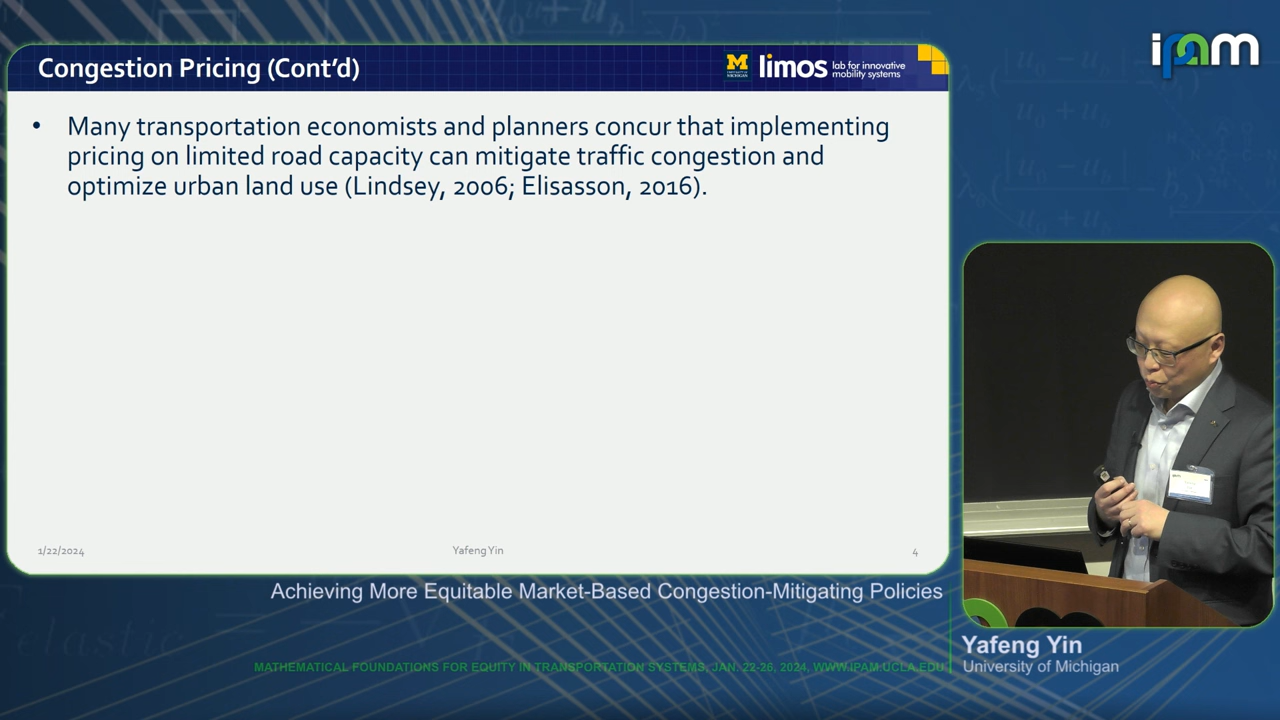 ipam
Congestion Pricing (Cont'd)
M
limos
lab for innovative
mobility systems
• Many transportation economists and planners concur that implementing
pricing on limited road capacity can mitigate traffic congestion and
optimize urban land use (Lindsey, 2006; Elisasson, 2016).
1/22/2024
Yafeng Yin
4
Achieving More Equitable Market-Based Congestion-Mitigating Policies
Yafeng Yin
University of Michigan
MATHEMATICAL FOUNDATIONS FOR EQUITY IN TRANSPORTATION SYSTEMS, JAN. 22-26, 2024, WWW.IPAM.UCLA.EDU
elastic